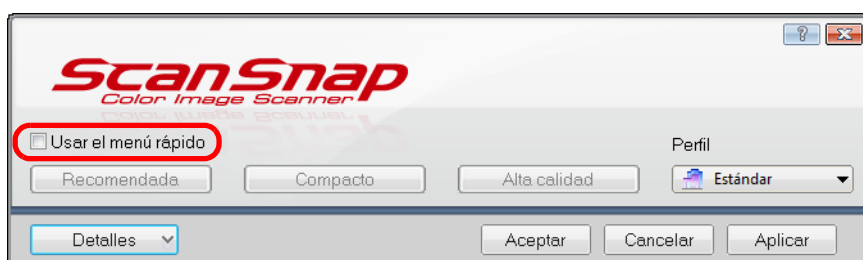 ScanSnap
Color Image Scanner
Usar el menú rápido
Perfil
Recomendada Compacto Alta calidad Estándar
Detalles Aceptar Cancelar Aplicar